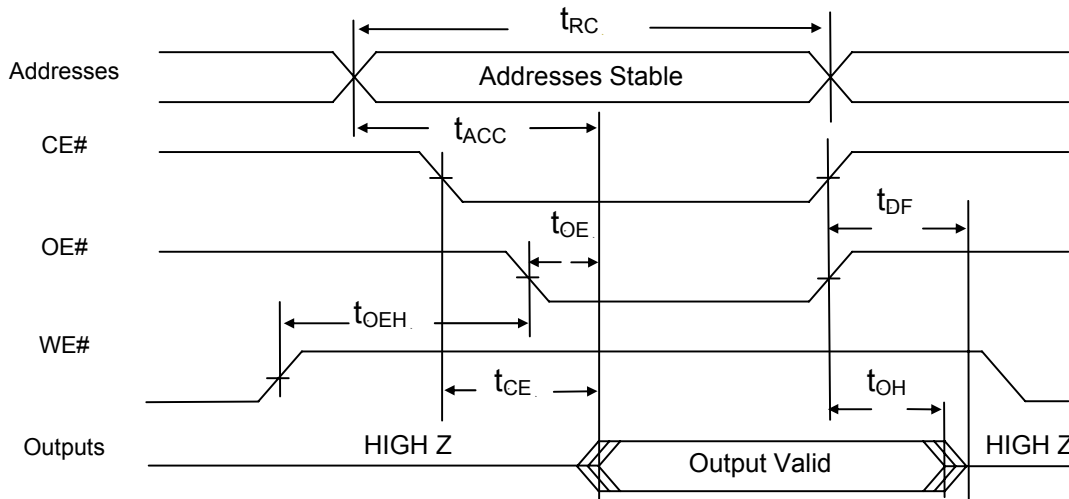 tRC
Addresses
Addresses Stable
tACC
CE#
tDF
tOE
OE#
tOEH
WE#
tCE
tOH
HIGH Z
HIGH Z
Outputs
Output Valid